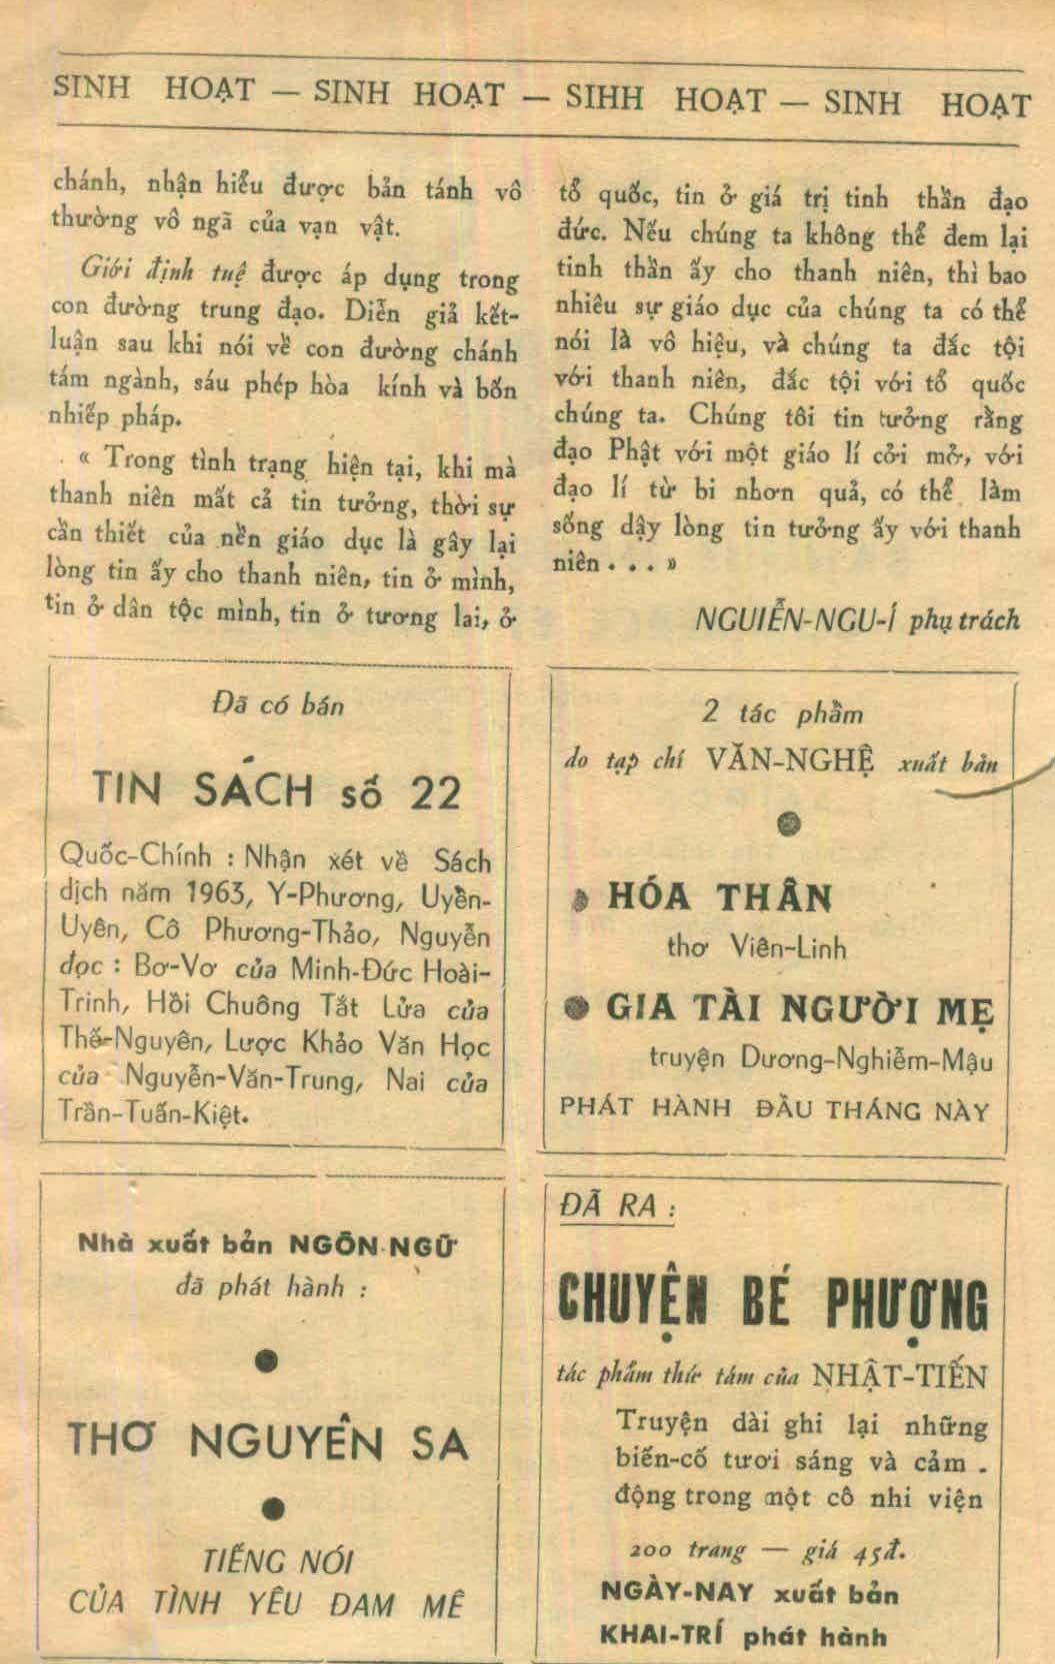 SINH HOẠT — SINH HOẠT — SIHH HOẠT — SINH HOẠT
chánh, nhận hiểu được bản tánh vô
thường vô ngã của vạn vật.
Giới định tuệ được áp dụng trong
con đường trung đạo. Diễn giả kết-
luận sau khi nói về con đường chánh
tám ngành, sáu phép hòa kính và bốn
nhiếp pháp.
« Trong tình trạng hiện tại, khi mà
thanh niên mất cả tin tưởng, thời sự
cần thiết của nền giáo dục là gây lại
lòng tin ấy cho thanh niên, tin ở mình,
tin ở dân tộc mình, tin ở tương lai, ở
tổ quốc, tin ở giá trị tinh thần đạo
đức. Nếu chúng ta không thể đem lại
tinh thần ấy cho thanh niên, thì bao
nhiêu sự giáo dục của chúng ta có thể
nói là vô hiệu, và chúng ta đắc tội
với thanh niên, đắc tội với tổ quốc
chúng ta. Chúng tôi tin tưởng rằng
đạo Phật với một giáo lí cởi mở, với
đạo lí từ bi nhơn quả, có thể làm
sống dậy lòng tin tưởng ấy với thanh
niên . . . »
NGUIỄN-NGU-Í phụ trách
Đã có bán
TIN SÁCH số 22
Quốc-Chính : Nhận xét về Sách
dịch năm 1963, Y-Phương, Uyển-
Uyên, Cô Phương-Thảo, Nguyễn
đọc : Bơ-Vơ của Minh-Đức Hoài-
Trinh, Hồi Chuông Tắt Lửa của
Thế-Nguyên, Lược Khảo Văn Học
của Nguyễn-Văn-Trung, Nai của
Trần-Tuấn-Kiệt.
2 tác phẩm
do tạp chí VĂN-NGHỆ xuất bản
HÓA THÂN
thơ Viên-Linh
GIA TÀI NGƯỜI MẸ
truyện Dương-Nghiễm-Mậu
PHÁT HÀNH ĐẦU THÁNG NÀY
Nhà xuất bản NGÔN NGỮ
đã phát hành :
THƠ NGUYÊN SA
TIẾNG NÓI
CỦA TÌNH YÊU ĐAM MÊ
ĐÃ RA :
CHUYỆN BÉ PHƯỢNG
tác phẩm thứ tám của NHẬT-TIẾN
Truyện dài ghi lại những
biến-cố tươi sáng và cảm -
động trong một cô nhi viện
200 trang — giá 45đ.
NGÀY-NAY xuất bản
KHAI-TRÍ phát hành